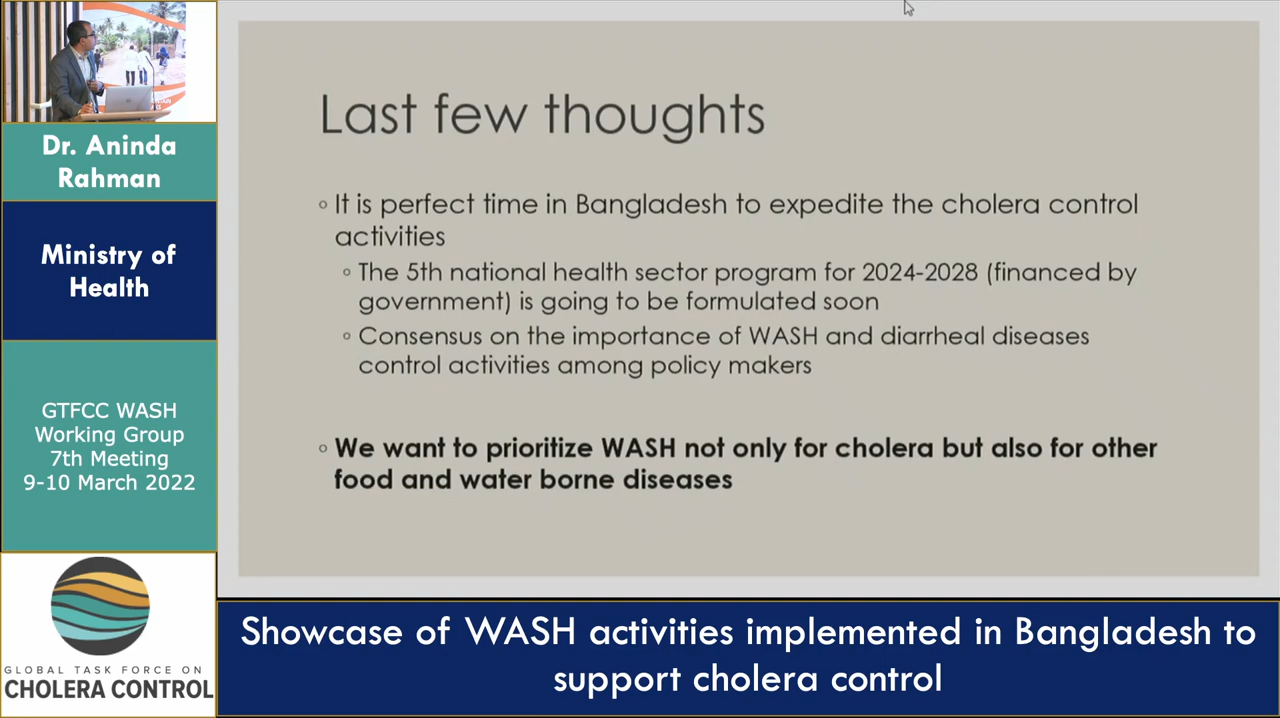 Dr. Aninda
Rahman
Ministry of
Health
GTFCC WASH
Working Group
7th Meeting
9-10 March 2022
GLOBAL TASK FORCE ON
CHOLERA CONTROL
Last few thoughts
It is perfect time in Bangladesh to expedite the cholera control
activities
The 5th national health sector program for 2024-2028 (financed by
government) is going to be formulated soon
Consensus on the importance of WASH and diarrheal diseases
control activities among policy makers
We want to prioritize WASH not only for cholera but also for other
food and water borne diseases
Showcase of WASH activities implemented in Bangladesh to
support cholera control